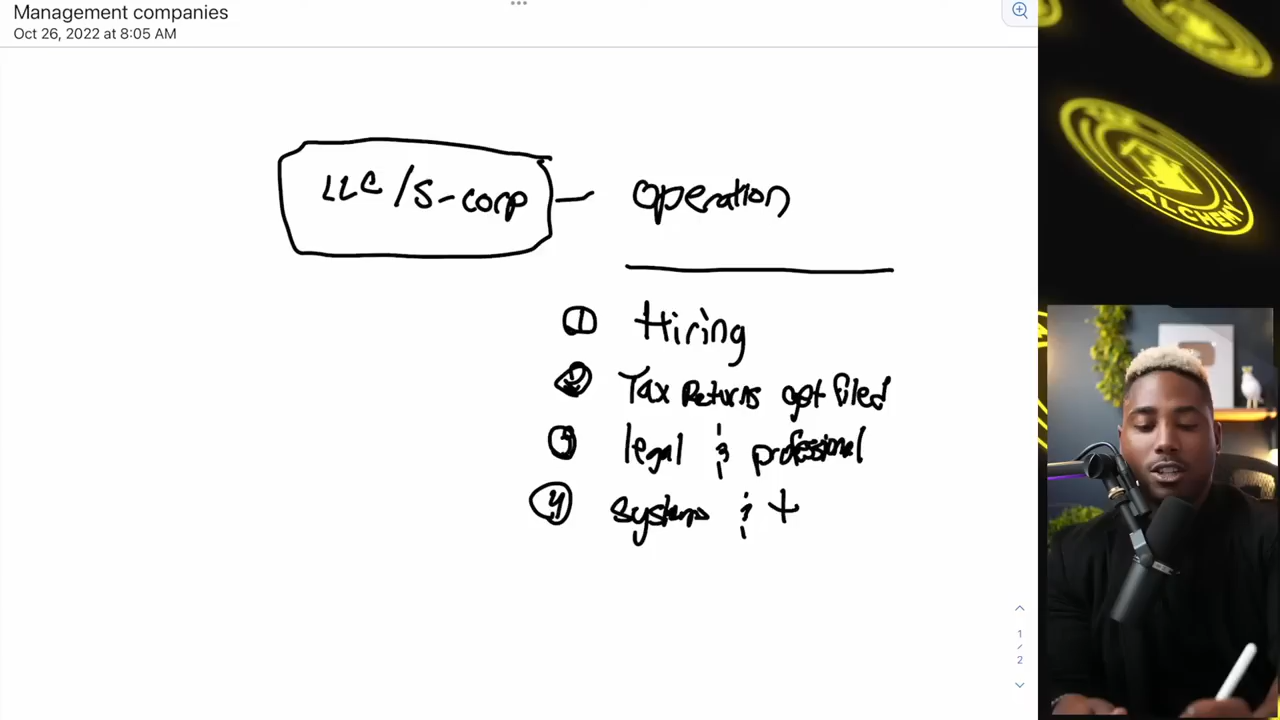 Management companies
Oct 26, 2022 at 8:05 AM
LLC / S-corp - operation
① Hiring
② Tax Returns get filed
③ legal & professional
④ Systems & t
1
/
2
ALCHEMY